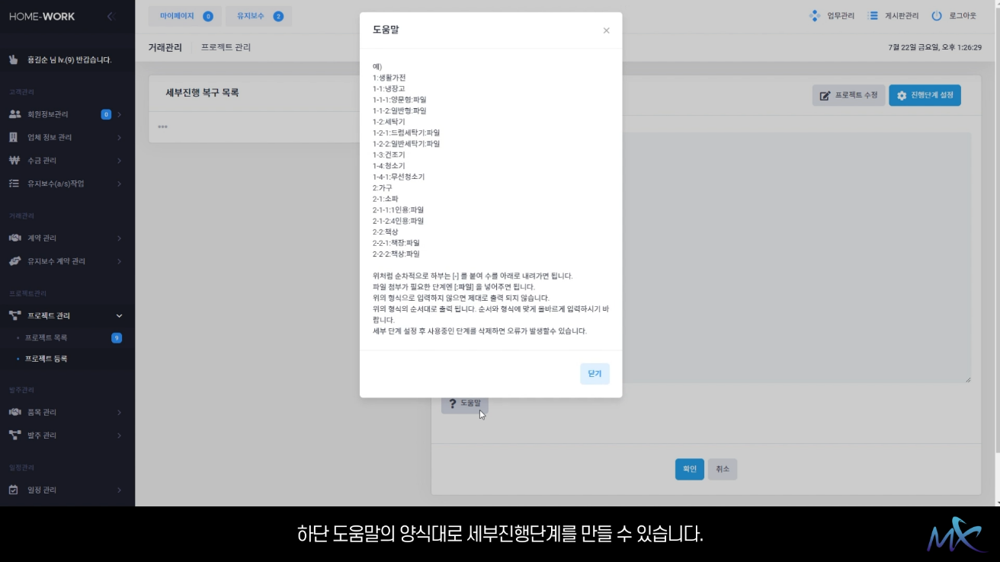 HOME-WORK
마이페이지 0
유지보수 2
업무관리
게시판관리
로그아웃
홍길순 님 lv.(9) 반갑습니다.
거래관리
프로젝트 관리
7월 22일 금요일, 오후 1:26:29
고객관리
회원정보관리 0
업체 정보 관리
수금 관리
유지보수(a/s)작업
거래관리
계약 관리
유지보수 계약 관리
프로젝트관리
프로젝트 관리
프로젝트 목록 9
프로젝트 등록
발주관리
품목 관리
발주 관리
일정관리
일정 관리
세부진행 복구 목록
프로젝트 수정
진행단계 설정
도움말
×
예)
1:생활가전
1-1:냉장고
1-1-1:양문형:파일
1-1-2:일반형:파일
1-2:세탁기
1-2-1:드럼세탁기:파일
1-2-2:일반세탁기:파일
1-3:건조기
1-4:청소기
1-4-1:무선청소기
2:가구
2-1:소파
2-1-1:1인용:파일
2-1-2:4인용:파일
2-2:책상
2-2-1:책장:파일
2-2-2:책상:파일
위처럼 순차적으로 하부는 [-] 를 붙여 수를 아래로 내려가면 됩니다.
파일 첨부가 필요한 단계엔 [:파일] 을 넣어주면 됩니다.
위의 형식으로 입력하지 않으면 제대로 출력 되지 않습니다.
위의 형식의 순서대로 출력 됩니다. 순서와 형식에 맞게 올바르게 입력하시기 바
랍니다.
세부 단계 설정 후 사용중인 단계를 삭제하면 오류가 발생할수 있습니다.
닫기
? 도움말
확인
취소
하단 도움말의 양식대로 세부진행단계를 만들 수 있습니다.
MX